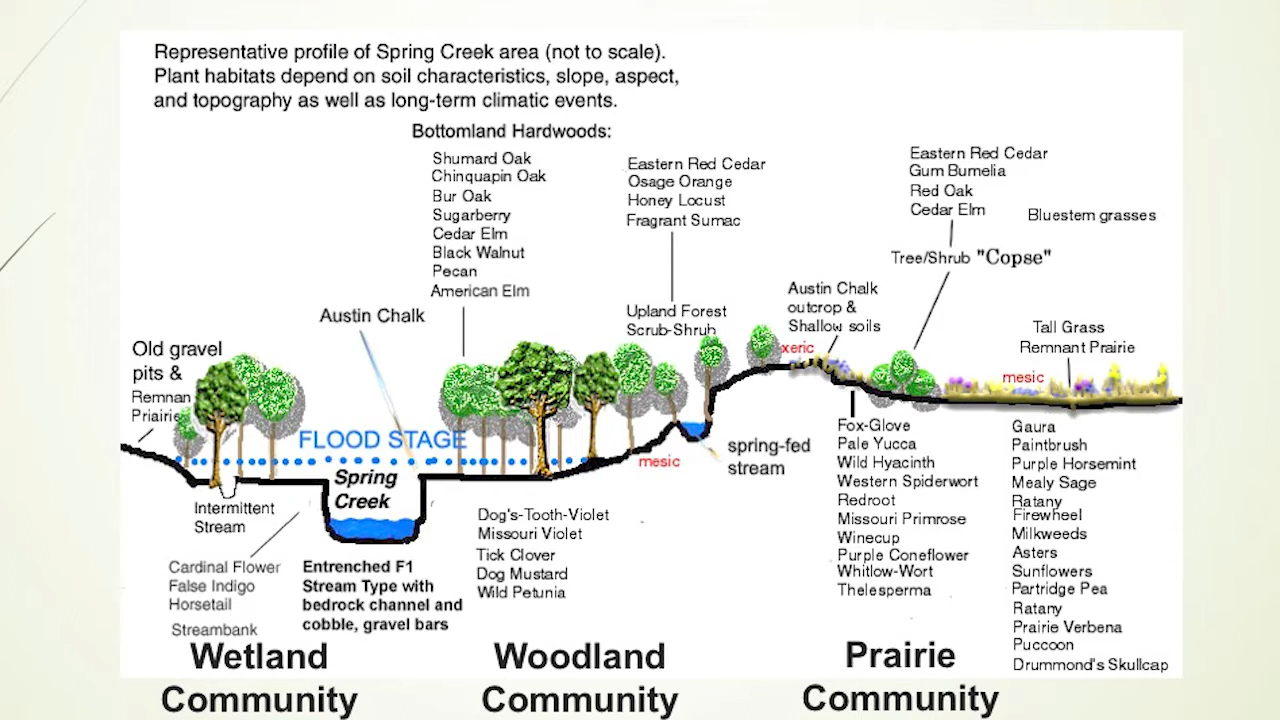 Representative profile of Spring Creek area (not to scale).
Plant habitats depend on soil characteristics, slope, aspect,
and topography as well as long-term climatic events.
Bottomland Hardwoods:
Shumard Oak
Chinquapin Oak
Bur Oak
Sugarberry
Cedar Elm
Black Walnut
Pecan
American Elm
Eastern Red Cedar
Osage Orange
Honey Locust
Fragrant Sumac
Eastern Red Cedar
Gum Bumelia
Red Oak
Cedar Elm
Bluestem grasses
Tree/Shrub "Copse"
Austin Chalk
Upland Forest
Scrub-Shrub
Austin Chalk
outcrop &
Shallow soils
xeric
Tall Grass
Remnant Prairie
mesic
Old gravel
pits &
Remnan
Priairie
FLOOD STAGE
mesic
spring-fed
stream
Spring
Creek
Intermittent
Stream
Cardinal Flower
False Indigo
Horsetail
Streambank
Entrenched F1
Stream Type with
bedrock channel and
cobble, gravel bars
Dog's-Tooth-Violet
Missouri Violet
Tick Clover
Dog Mustard
Wild Petunia
Fox-Glove
Pale Yucca
Wild Hyacinth
Western Spiderwort
Redroot
Missouri Primrose
Winecup
Purple Coneflower
Whitlow-Wort
Thelesperma
Gaura
Paintbrush
Purple Horsemint
Mealy Sage
Ratany
Firewheel
Milkweeds
Asters
Sunflowers
Partridge Pea
Ratany
Prairie Verbena
Puccoon
Drummond's Skullcap
Wetland
Community
Woodland
Community
Prairie
Community